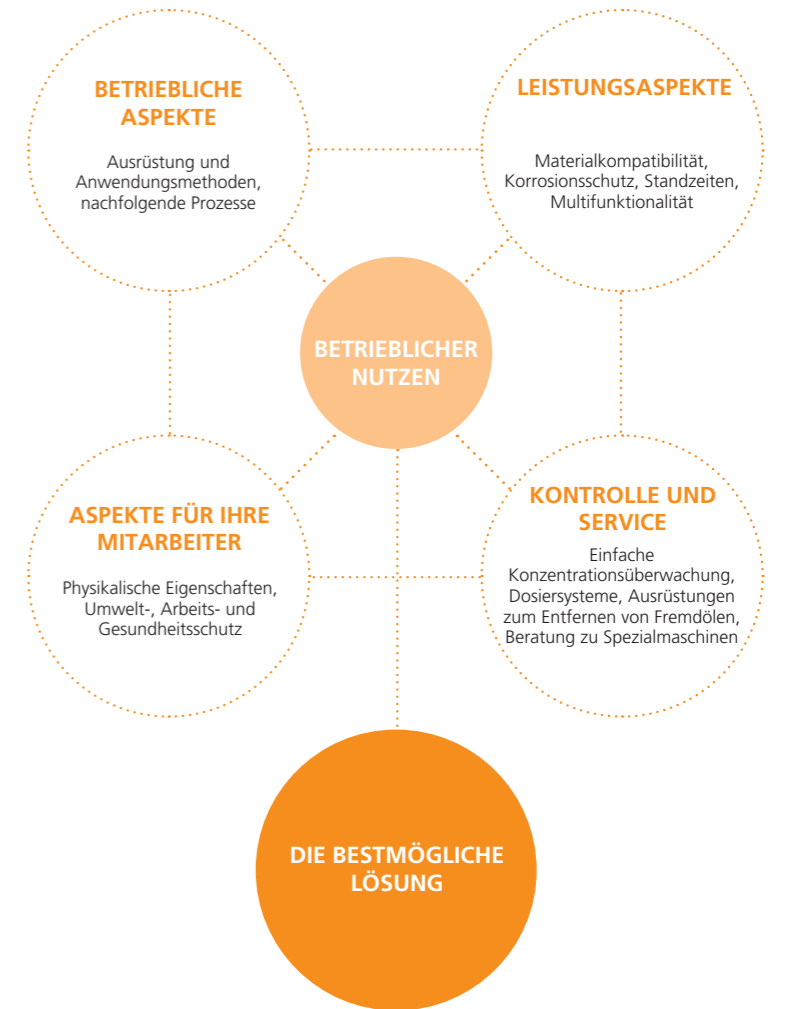 BETRIEBLICHE
ASPEKTE
Ausrüstung und
Anwendungsmethoden,
nachfolgende Prozesse
LEISTUNGSASPEKTE
Materialkompatibilität,
Korrosionsschutz, Standzeiten,
Multifunktionalität
BETRIEBLICHER
NUTZEN
ASPEKTE FÜR IHRE
MITARBEITER
Physikalische Eigenschaften,
Umwelt-, Arbeits- und
Gesundheitsschutz
KONTROLLE UND
SERVICE
Einfache
Konzentrationsüberwachung,
Dosiersysteme, Ausrüstungen
zum Entfernen von Fremdölen,
Beratung zu Spezialmaschinen
DIE BESTMÖGLICHE
LÖSUNG